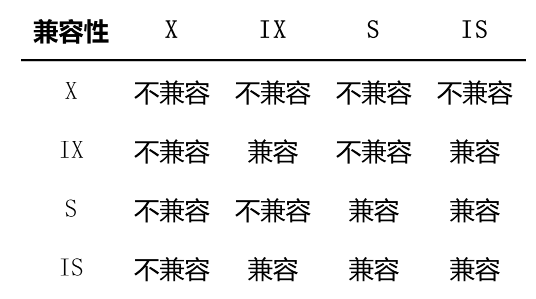 兼容性 X IX S IS
X 不兼容 不兼容 不兼容 不兼容
IX 不兼容 兼容 不兼容 兼容
S 不兼容 不兼容 兼容 兼容
IS 不兼容 兼容 兼容 兼容